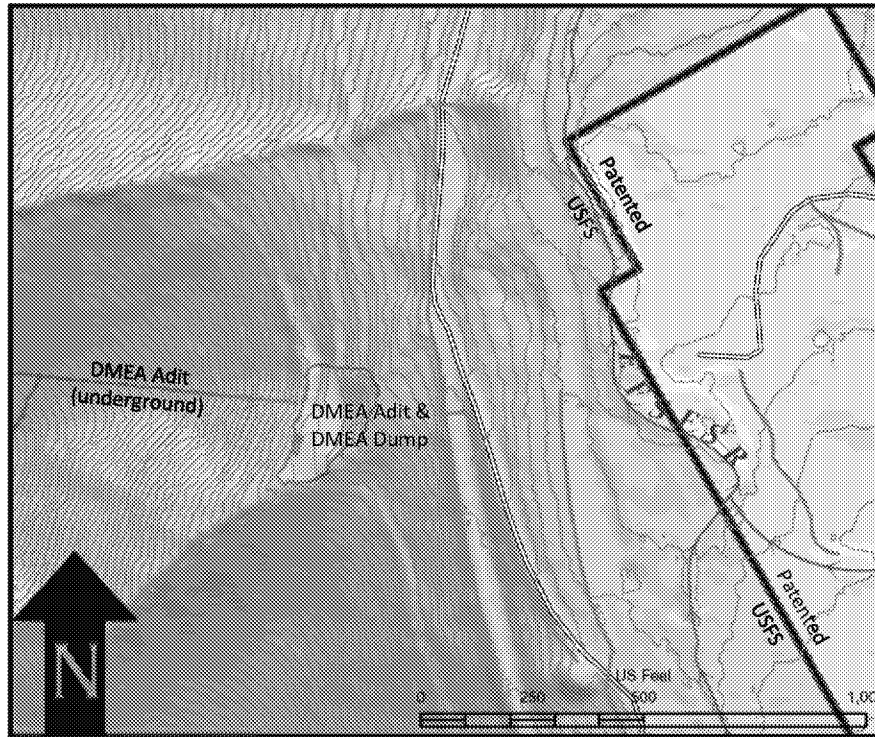 Patented
USFS
DMEA Adit
(underground)
DMEA Adit &
DMEA Dump
Patented
USFS
N
US Feet
0
250
500
1,00